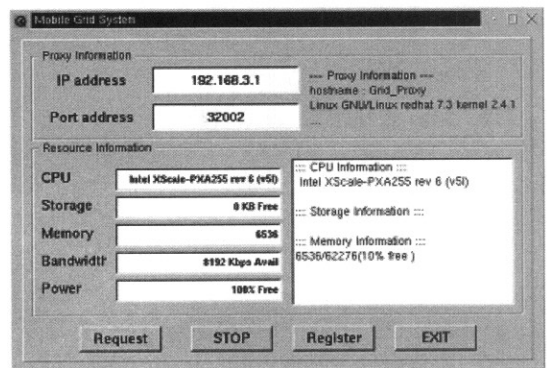 Mobile Grid System
Proxy Information
IP address 192.168.3.1
Port address 32002
--- Proxy Information ---
hostname : Grid_Proxy
Linux GNU/Linux redhat 7.3 kernel 2.4.1
....
Resource Information
CPU Intel XScale-PXA255 rev 6 (v5l)
Storage 0 KB Free
Memory 6536
Bandwidth 8192 Kbps Avail
Power 100% Free
:::: CPU Information ::::
Intel XScale-PXA255 rev 6 (v5l)
:::: Storage Information ::::
:::: Memory Information ::::
6536/62276(10% free )
Request STOP Register EXIT